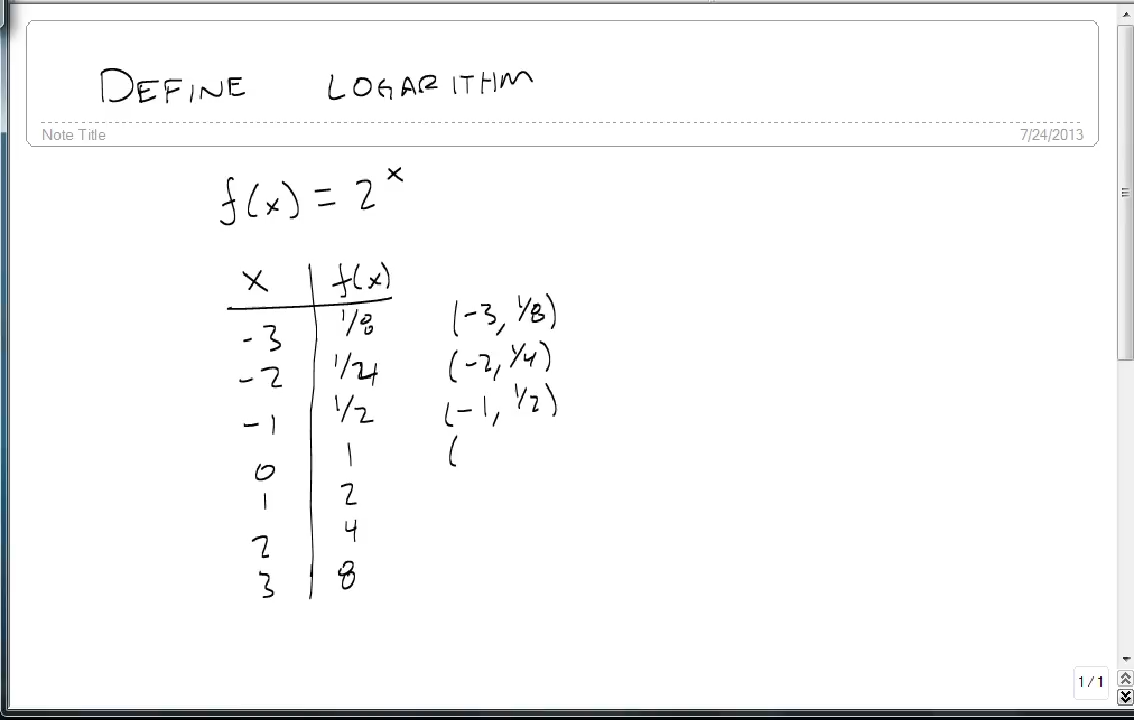 DEFINE LOGARITHM
Note Title 7/24/2013
f(x) = 2^x
x f(x)
-3 1/8 (-3, 1/8)
-2 1/4 (-2, 1/4)
-1 1/2 (-1, 1/2)
0 1 (
1 2
2 4
3 8
1 / 1